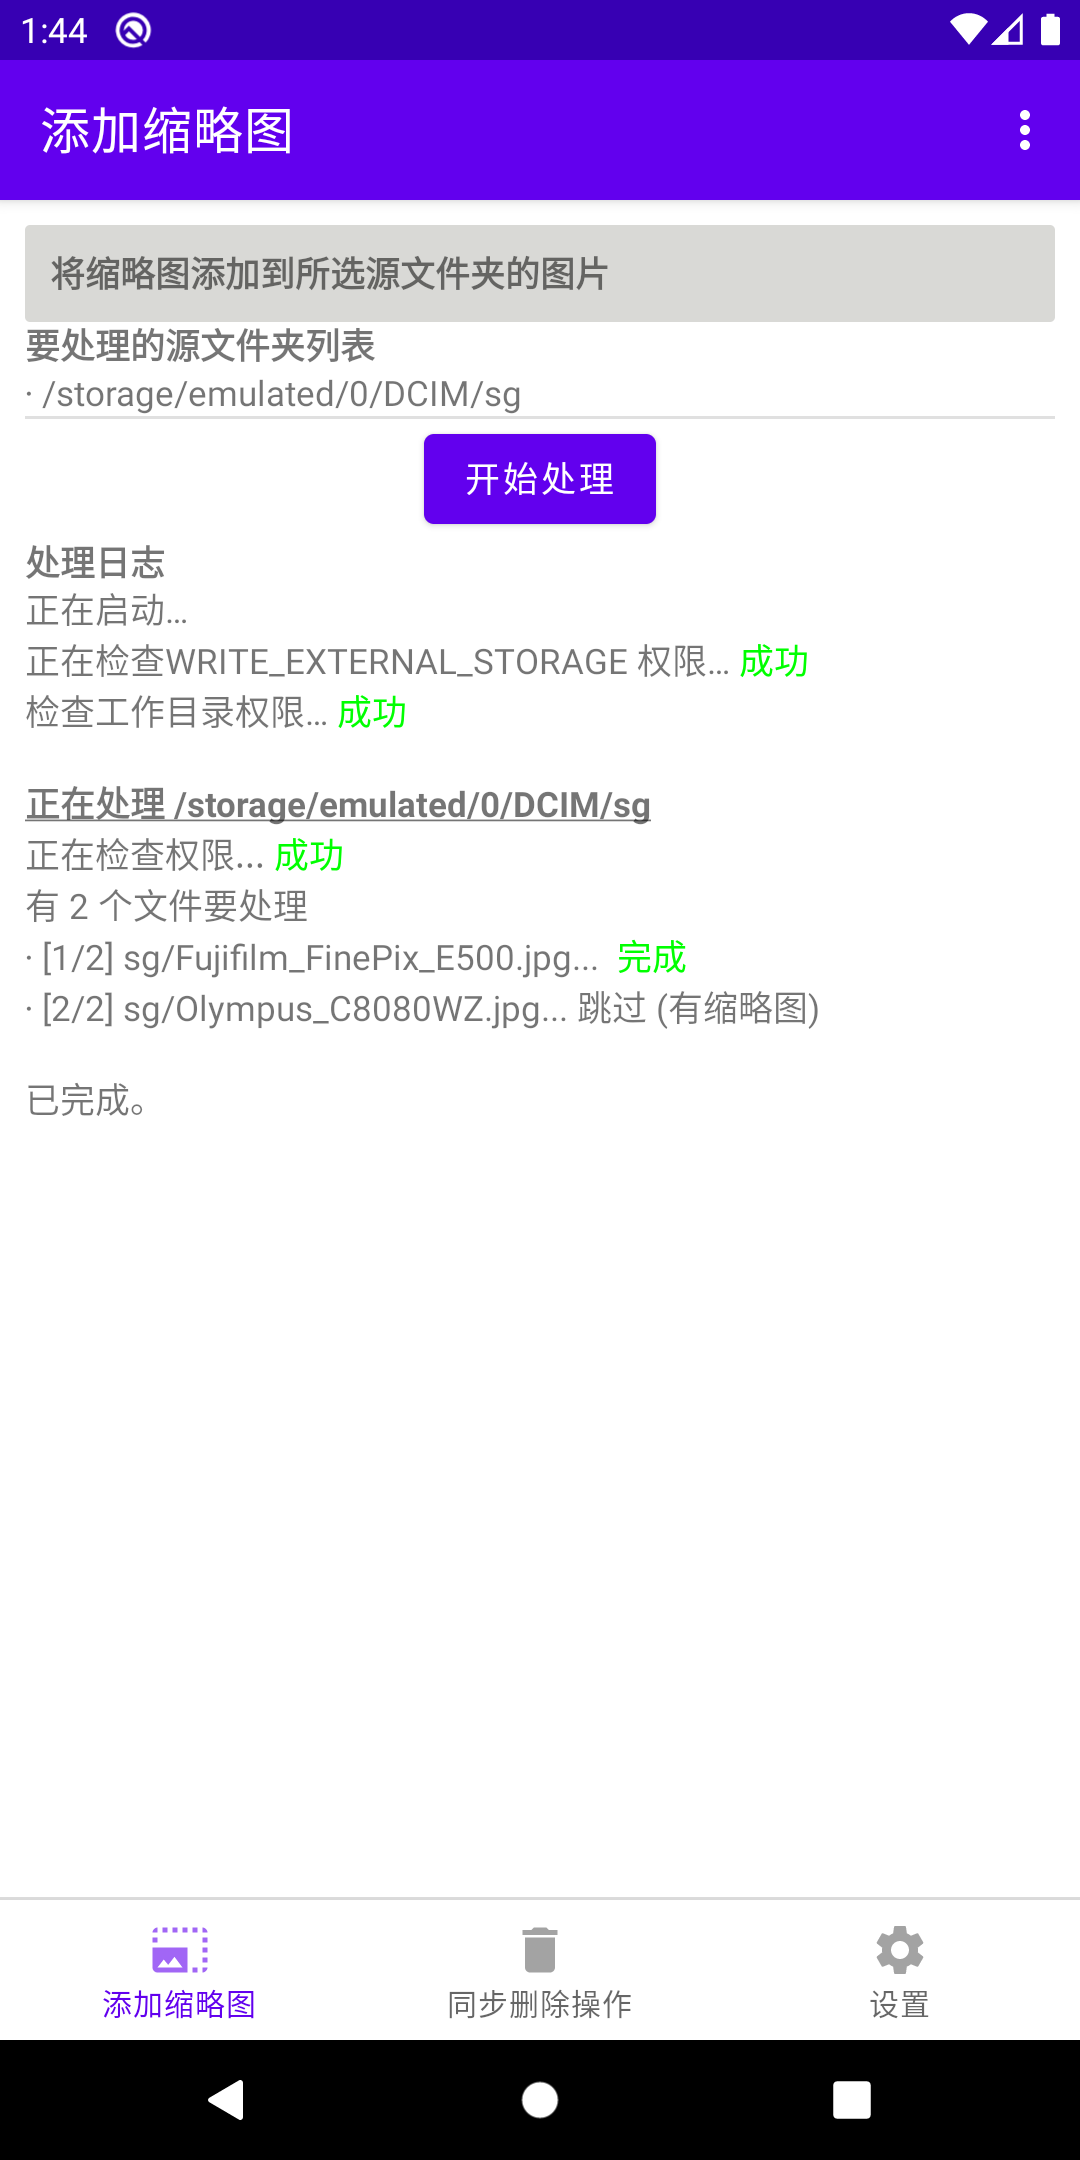 1:44
添加缩略图
将缩略图添加到所选源文件夹的图片
要处理的源文件夹列表
· /storage/emulated/0/DCIM/sg
开始处理
处理日志
正在启动…
正在检查WRITE_EXTERNAL_STORAGE 权限… 成功
检查工作目录权限… 成功
正在处理 /storage/emulated/0/DCIM/sg
正在检查权限... 成功
有 2 个文件要处理
· [1/2] sg/Fujifilm_FinePix_E500.jpg... 完成
· [2/2] sg/Olympus_C8080WZ.jpg... 跳过 (有缩略图)
已完成。
添加缩略图
同步删除操作
设置